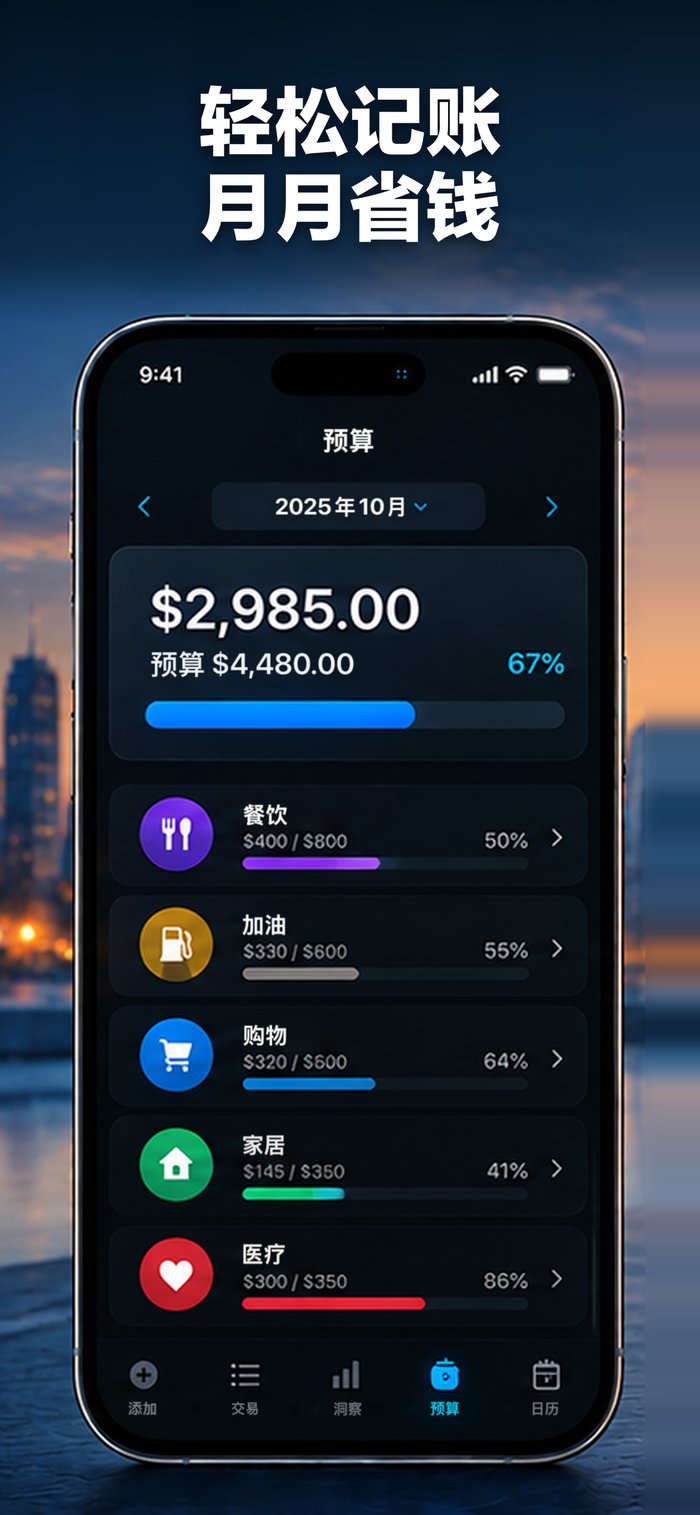 轻松记账
月月省钱
9:41
预算
2025年10月
$2,985.00
预算 $4,480.00
67%
餐饮
$400 / $800
50%
加油
$330 / $600
55%
购物
$320 / $600
64%
家居
$145 / $350
41%
医疗
$300 / $350
86%
添加
交易
洞察
预算
日历